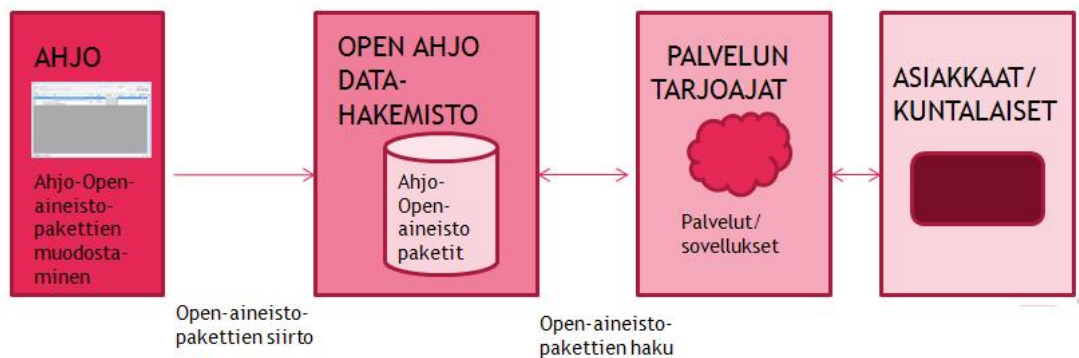 AHJO
Ahjo-Open-
aineisto-
pakettien
muodosta-
minen
Open-aineisto-
pakettien siirto
OPEN AHJO
DATA-
HAKEMISTO
Ahjo-
Open-
aineisto
paketit
Open-aineisto-
pakettien haku
PALVELUN
TARJOAJAT
Palvelut/
sovellukset
ASIAKKAAT/
KUNTALAISET